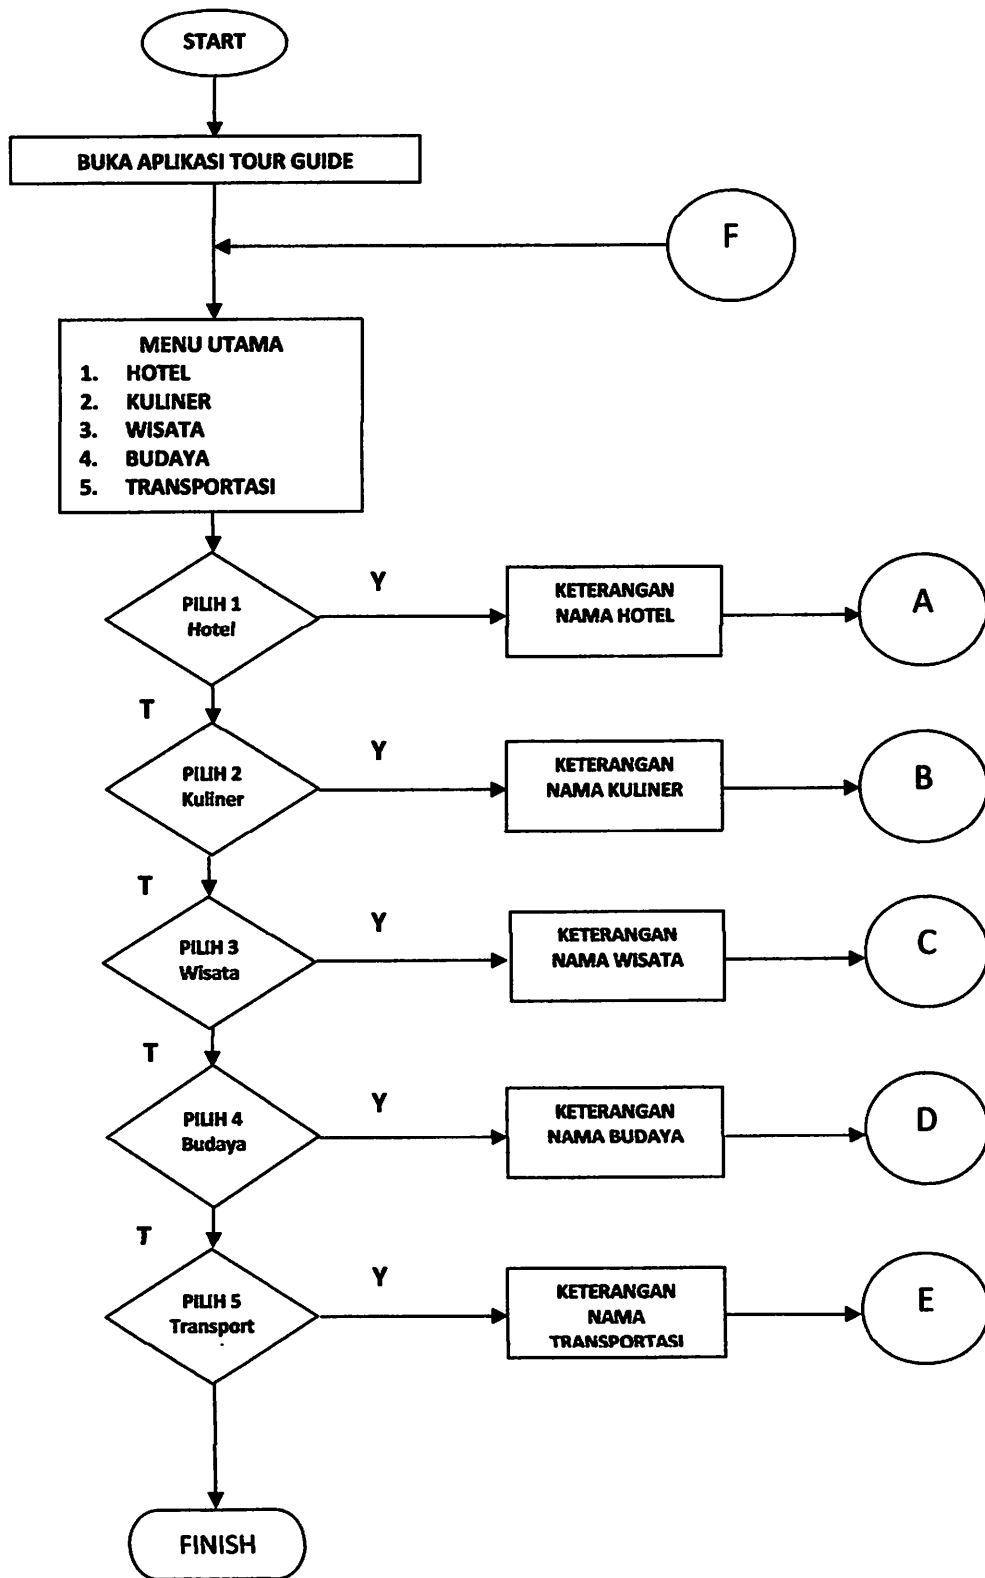 START
BUKA APLIKASI TOUR GUIDE
F
MENU UTAMA
1. HOTEL
2. KULINER
3. WISATA
4. BUDAYA
5. TRANSPORTASI
PILIH 1
Hotel
Y
KETERANGAN
NAMA HOTEL
A
T
PILIH 2
Kuliner
Y
KETERANGAN
NAMA KULINER
B
T
PILIH 3
Wisata
Y
KETERANGAN
NAMA WISATA
C
T
PILIH 4
Budaya
Y
KETERANGAN
NAMA BUDAYA
D
T
PILIH 5
Transport
Y
KETERANGAN
NAMA
TRANSPORTASI
E
FINISH